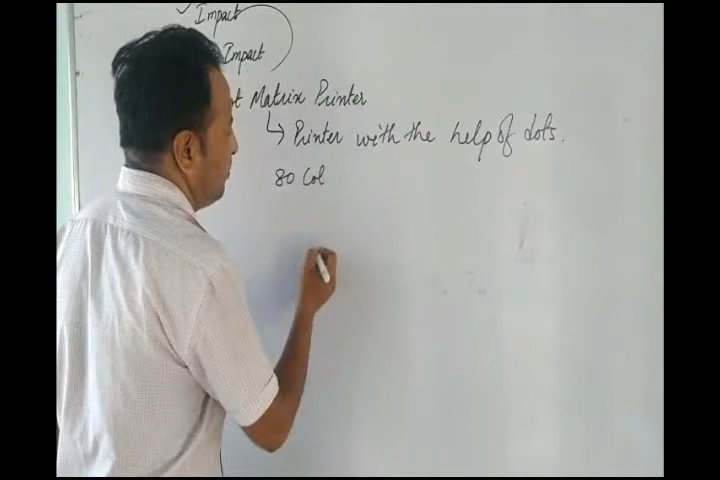 Impact
Impact
Matrix Printer
↳ Printer with the help of dots.
80 Col